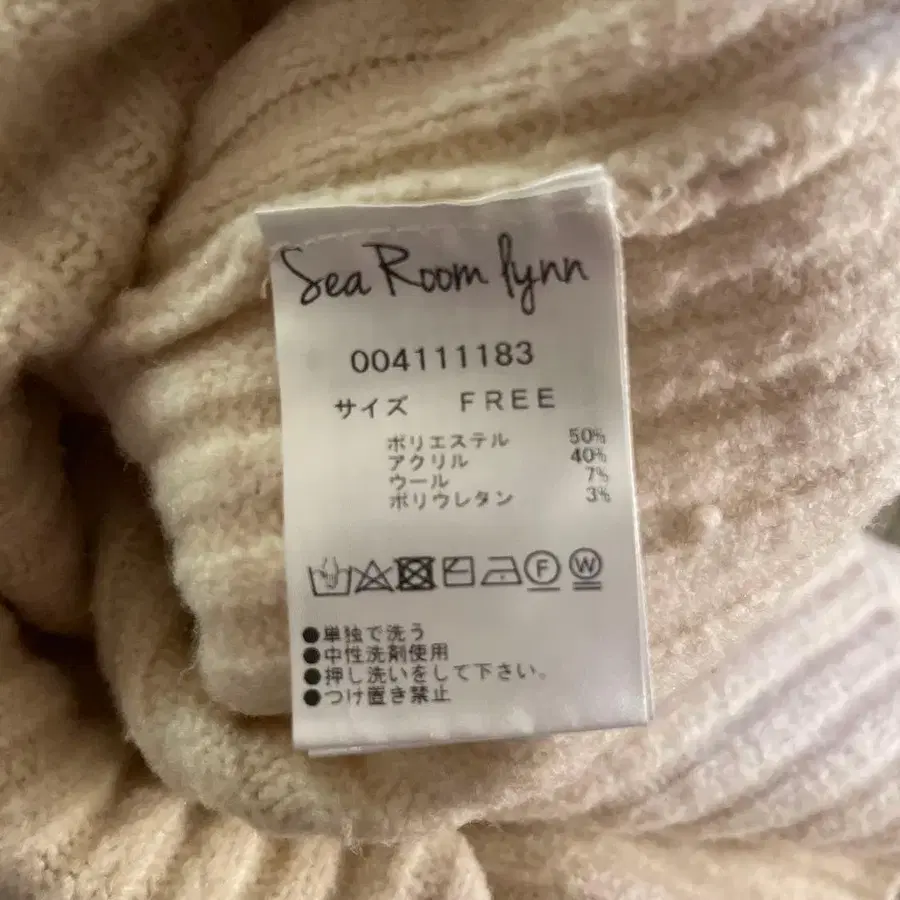 Sea Room lynn
004111183
サイズ FREE
ポリエステル 50%
アクリル 40%
ウール 7%
ポリウレタン 3%
F W
●単独で洗う
●中性洗剤使用
●押し洗いをして下さい。
●つけ置き禁止